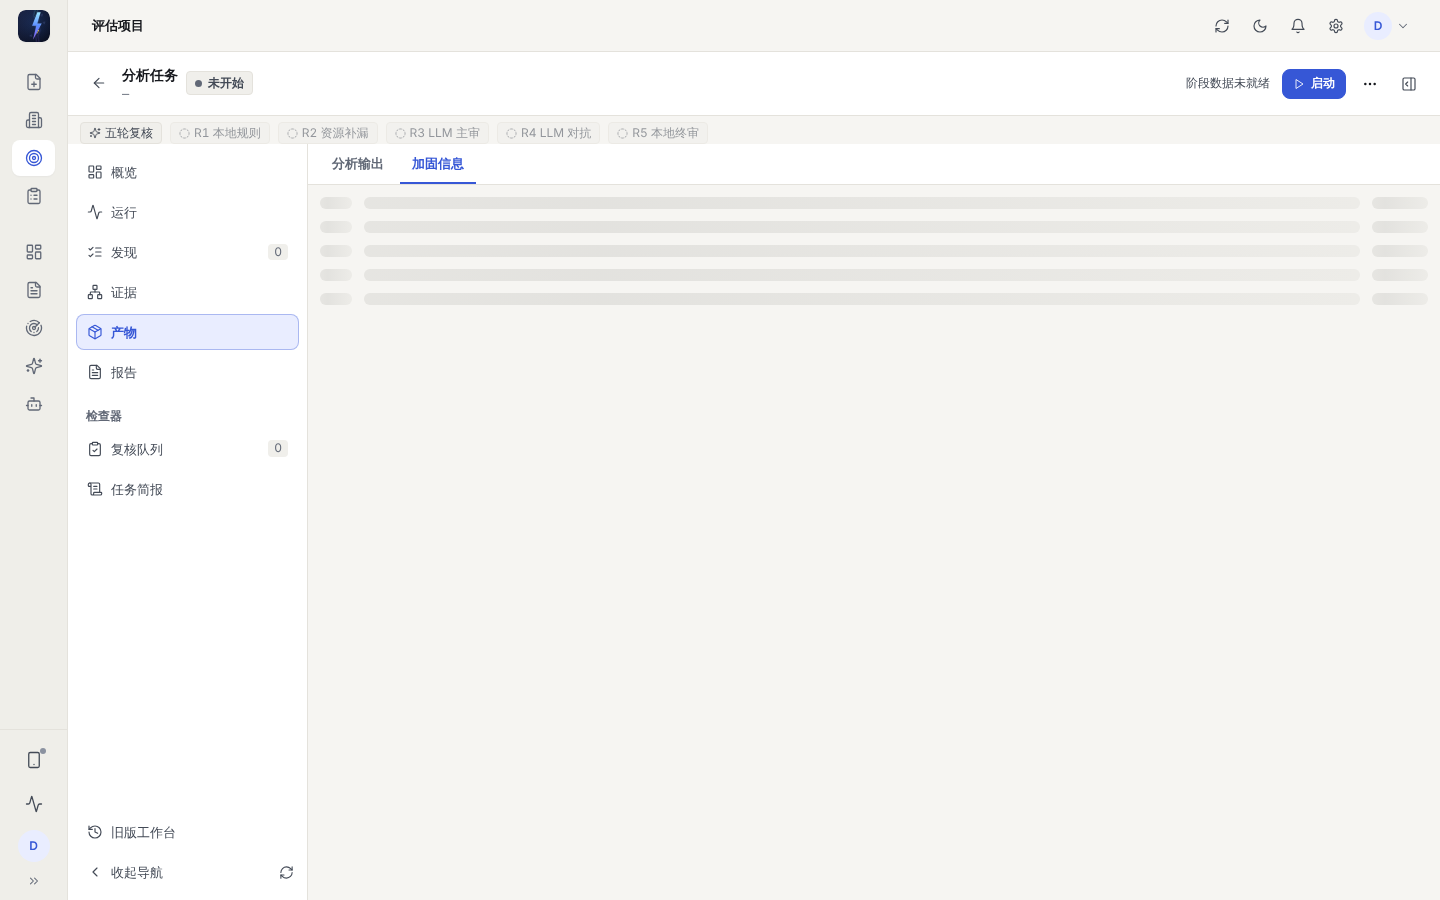 评估项目
D
分析任务
—
未开始
阶段数据未就绪
启动
五轮复核
R1 本地规则
R2 资源补漏
R3 LLM 主审
R4 LLM 对抗
R5 本地终审
概览
运行
发现
0
证据
产物
报告
检查器
复核队列
0
任务简报
旧版工作台
收起导航
分析输出
加固信息
D